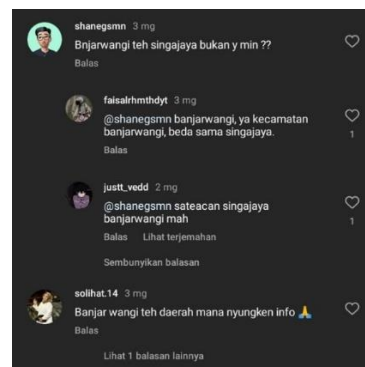 shanegsmn 3 mg
Bnjarwangi teh singajaya bukan y min ??
Balas
faisalrhmthdyt 3 mg
@shanegsmn banjarwangi, ya kecamatan
banjarwangi, beda sama singajaya.
1
Balas
justt_vedd 2 mg
@shanegsmn sateacan singajaya
banjarwangi mah
1
Balas Lihat terjemahan
Sembunyikan balasan
solihat.14 3 mg
Banjar wangi teh daerah mana nyungken info 🙏
Balas
Lihat 1 balasan lainnya